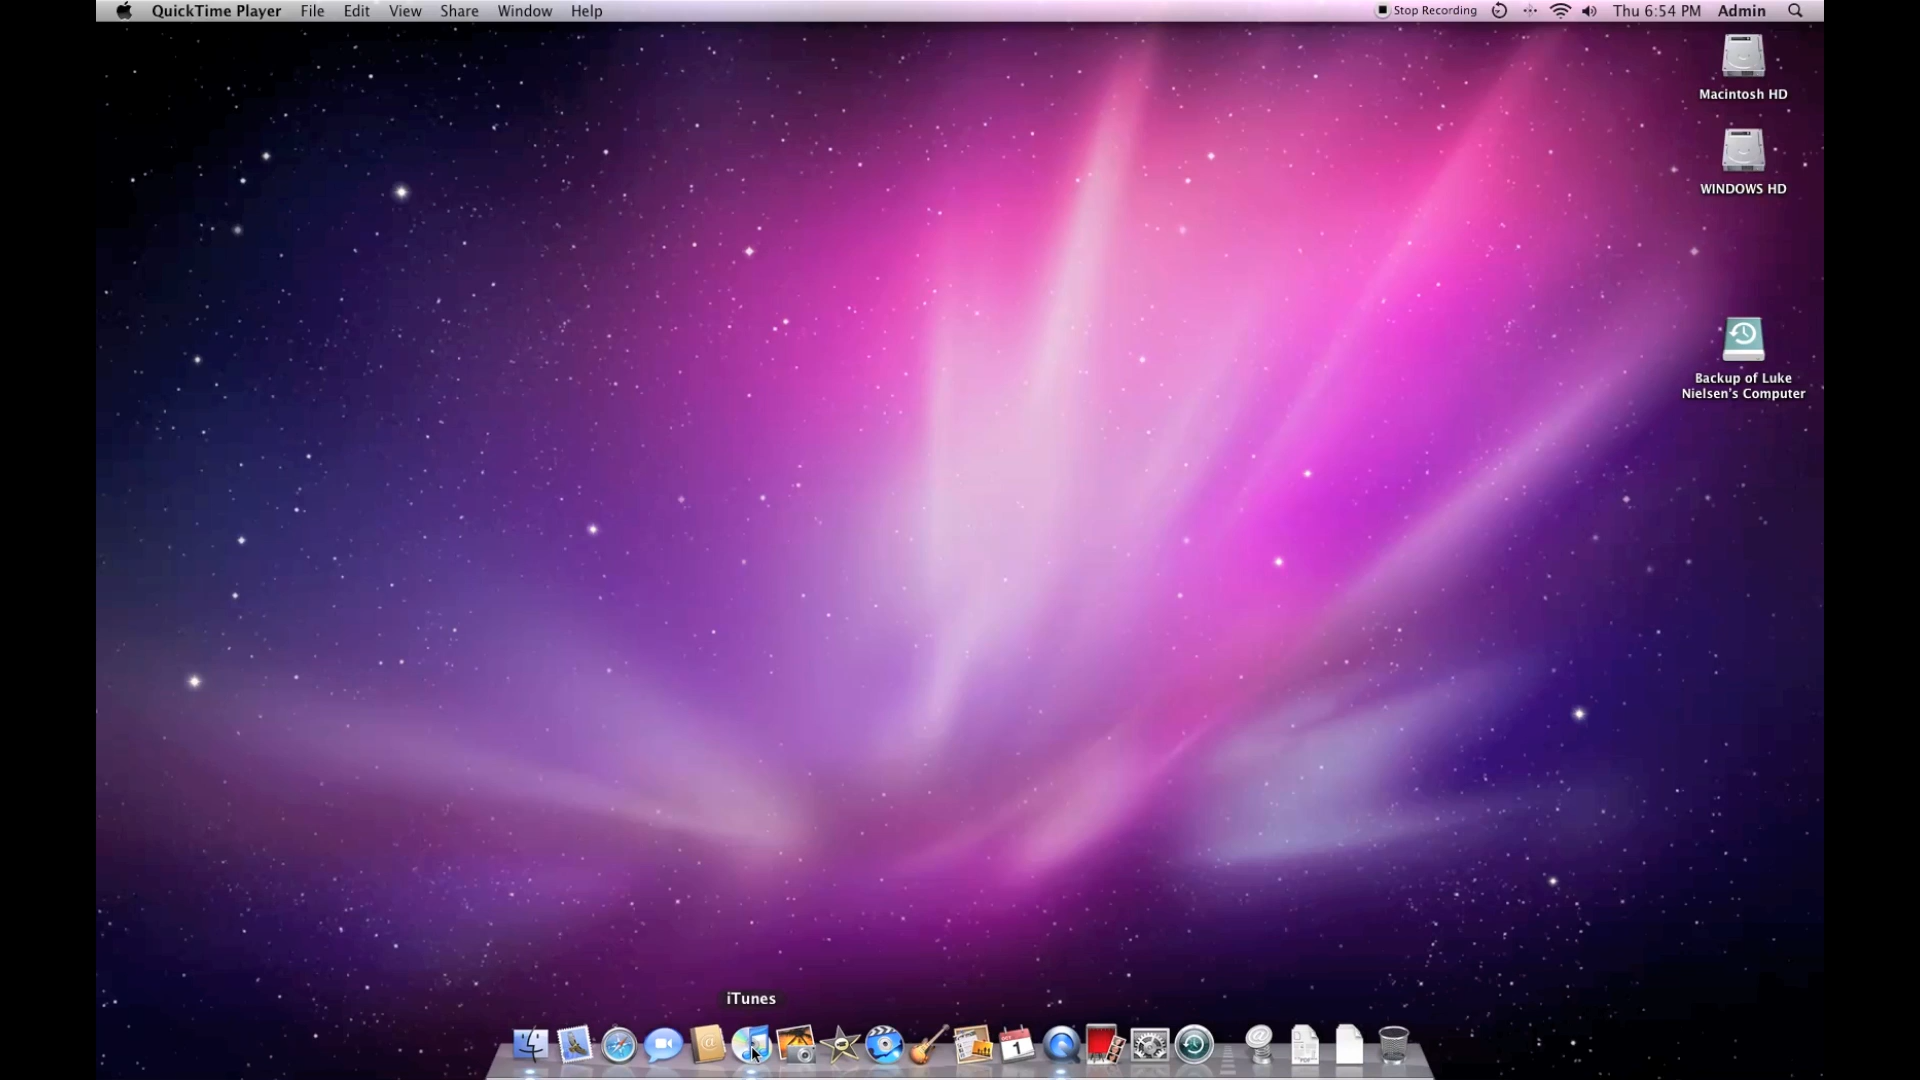 QuickTime Player File Edit View Share Window Help Stop Recording Thu 6:54 PM Admin
Macintosh HD
WINDOWS HD
Backup of Luke
Nielsen's Computer
iTunes
1